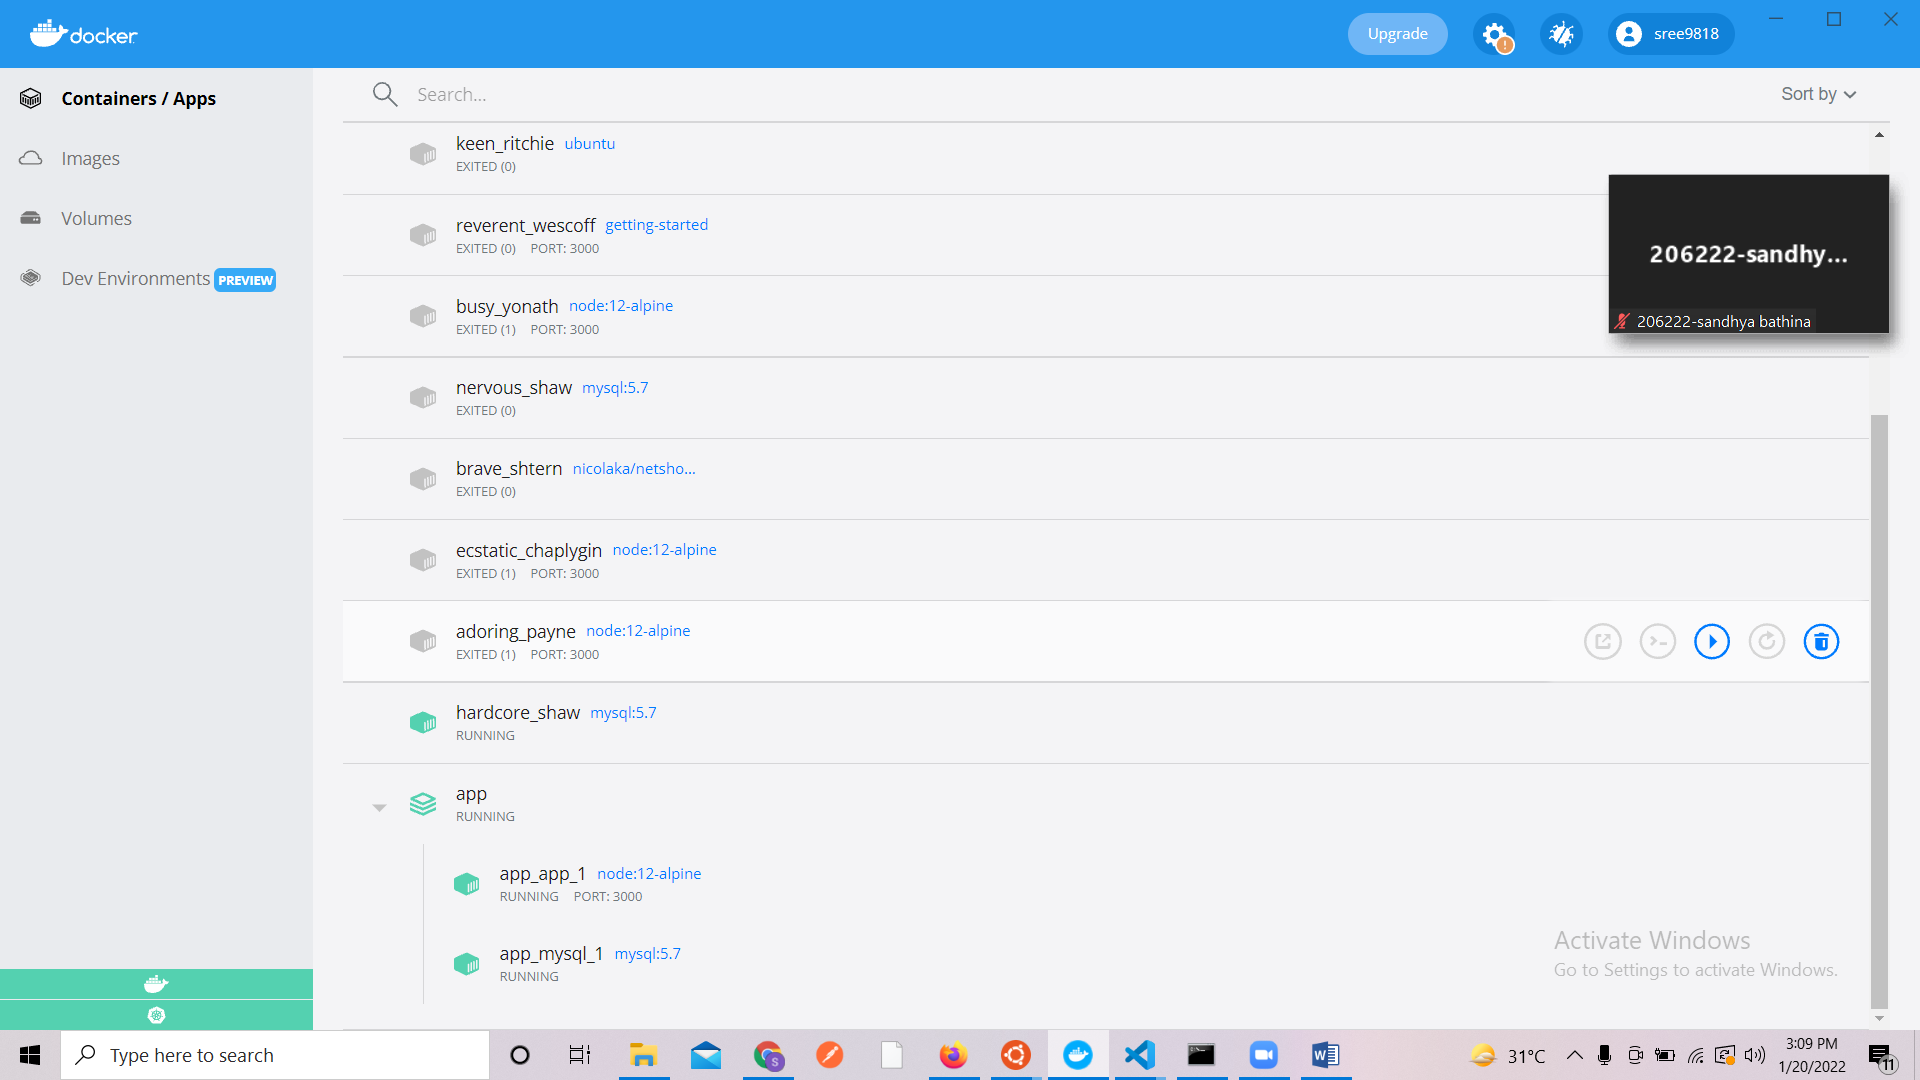 docker
Upgrade
sree9818
Containers / Apps
Images
Volumes
Dev Environments PREVIEW
Search...
Sort by
keen_ritchie ubuntu
EXITED (0)
reverent_wescoff getting-started
EXITED (0) PORT: 3000
busy_yonath node:12-alpine
EXITED (1) PORT: 3000
nervous_shaw mysql:5.7
EXITED (0)
brave_shtern nicolaka/netsho...
EXITED (0)
ecstatic_chaplygin node:12-alpine
EXITED (1) PORT: 3000
adoring_payne node:12-alpine
EXITED (1) PORT: 3000
hardcore_shaw mysql:5.7
RUNNING
app
RUNNING
app_app_1 node:12-alpine
RUNNING PORT: 3000
app_mysql_1 mysql:5.7
RUNNING
206222-sandhy...
206222-sandhya bathina
Activate Windows
Go to Settings to activate Windows.
Type here to search
S
31°C
3:09 PM
1/20/2022
11